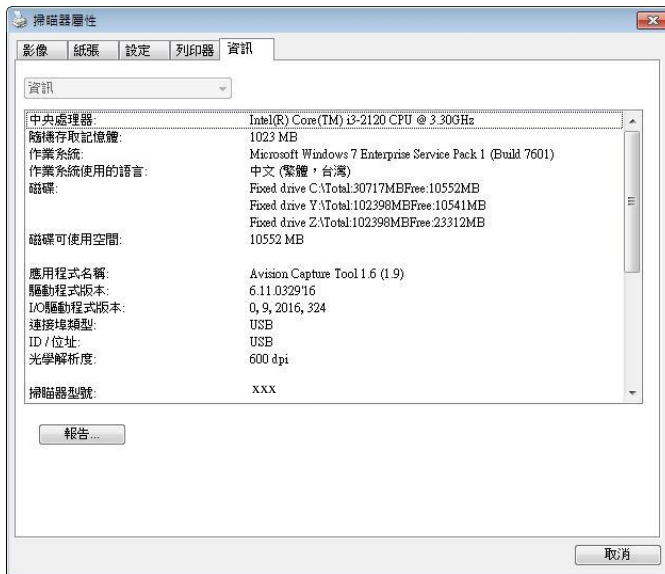 掃瞄器屬性
影像 紙張 設定 列印器 資訊
資訊
中央處理器: Intel(R) Core(TM) i3-2120 CPU @ 3.30GHz
隨機存取記憶體: 1023 MB
作業系統: Microsoft Windows 7 Enterprise Service Pack 1 (Build 7601)
作業系統使用的語言: 中文 (繁體，台灣)
磁碟: Fixed drive C:\Total:30717MBFree:10552MB
Fixed drive Y:\Total:102398MBFree:10541MB
Fixed drive Z:\Total:102398MBFree:23312MB
磁碟可使用空間: 10552 MB
應用程式名稱: Avision Capture Tool 1.6 (1.9)
驅動程式版本: 6.11.0329'16
I/O驅動程式版本: 0, 9, 2016, 324
連接埠類型: USB
ID / 位址: USB
光學解析度: 600 dpi
掃瞄器型號: XXX
報告...
取消